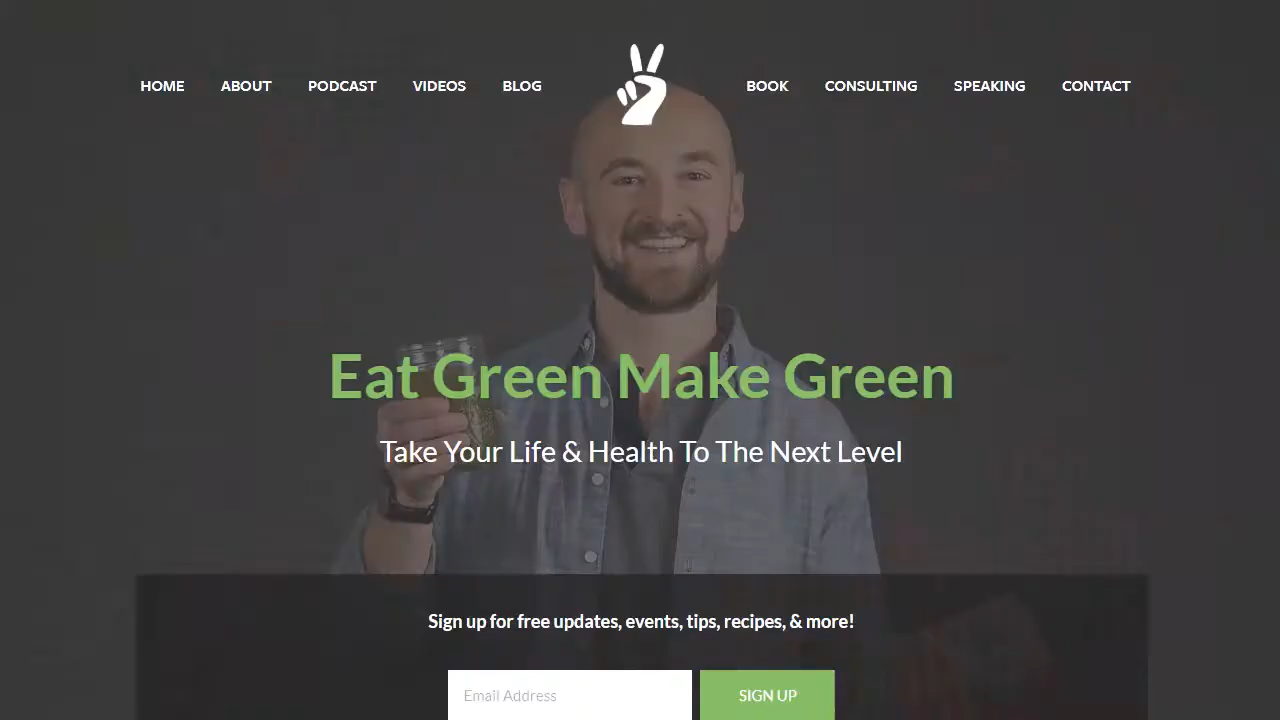 HOME ABOUT PODCAST VIDEOS BLOG BOOK CONSULTING SPEAKING CONTACT
Eat Green Make Green
Take Your Life & Health To The Next Level
Sign up for free updates, events, tips, recipes, & more!
Email Address SIGN UP